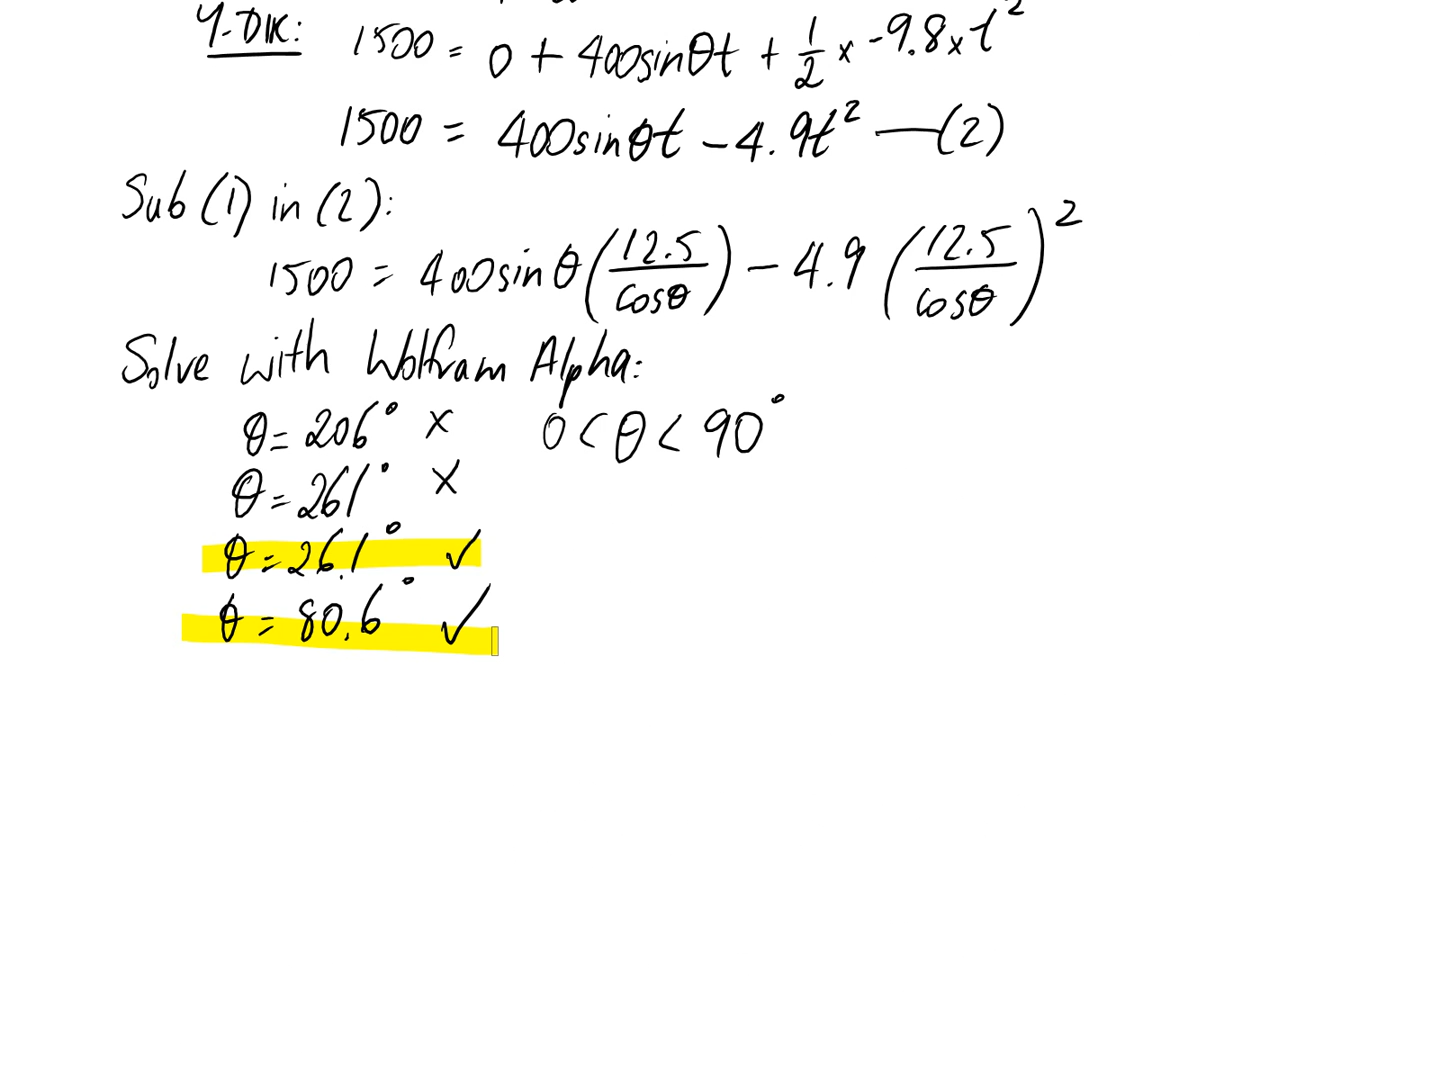 Y-DIR: 1500 = 0 + 400sinθt + 1/2 x -9.8 x t²
1500 = 400sinθt - 4.9t² —(2)
Sub (1) in (2):
1500 = 400sinθ(12.5/cosθ) - 4.9(12.5/cosθ)²
Solve with Wolfram Alpha:
θ = 206° x 0 < θ < 90°
θ = 261° x
θ = 26.1° ✓
θ = 80.6° ✓